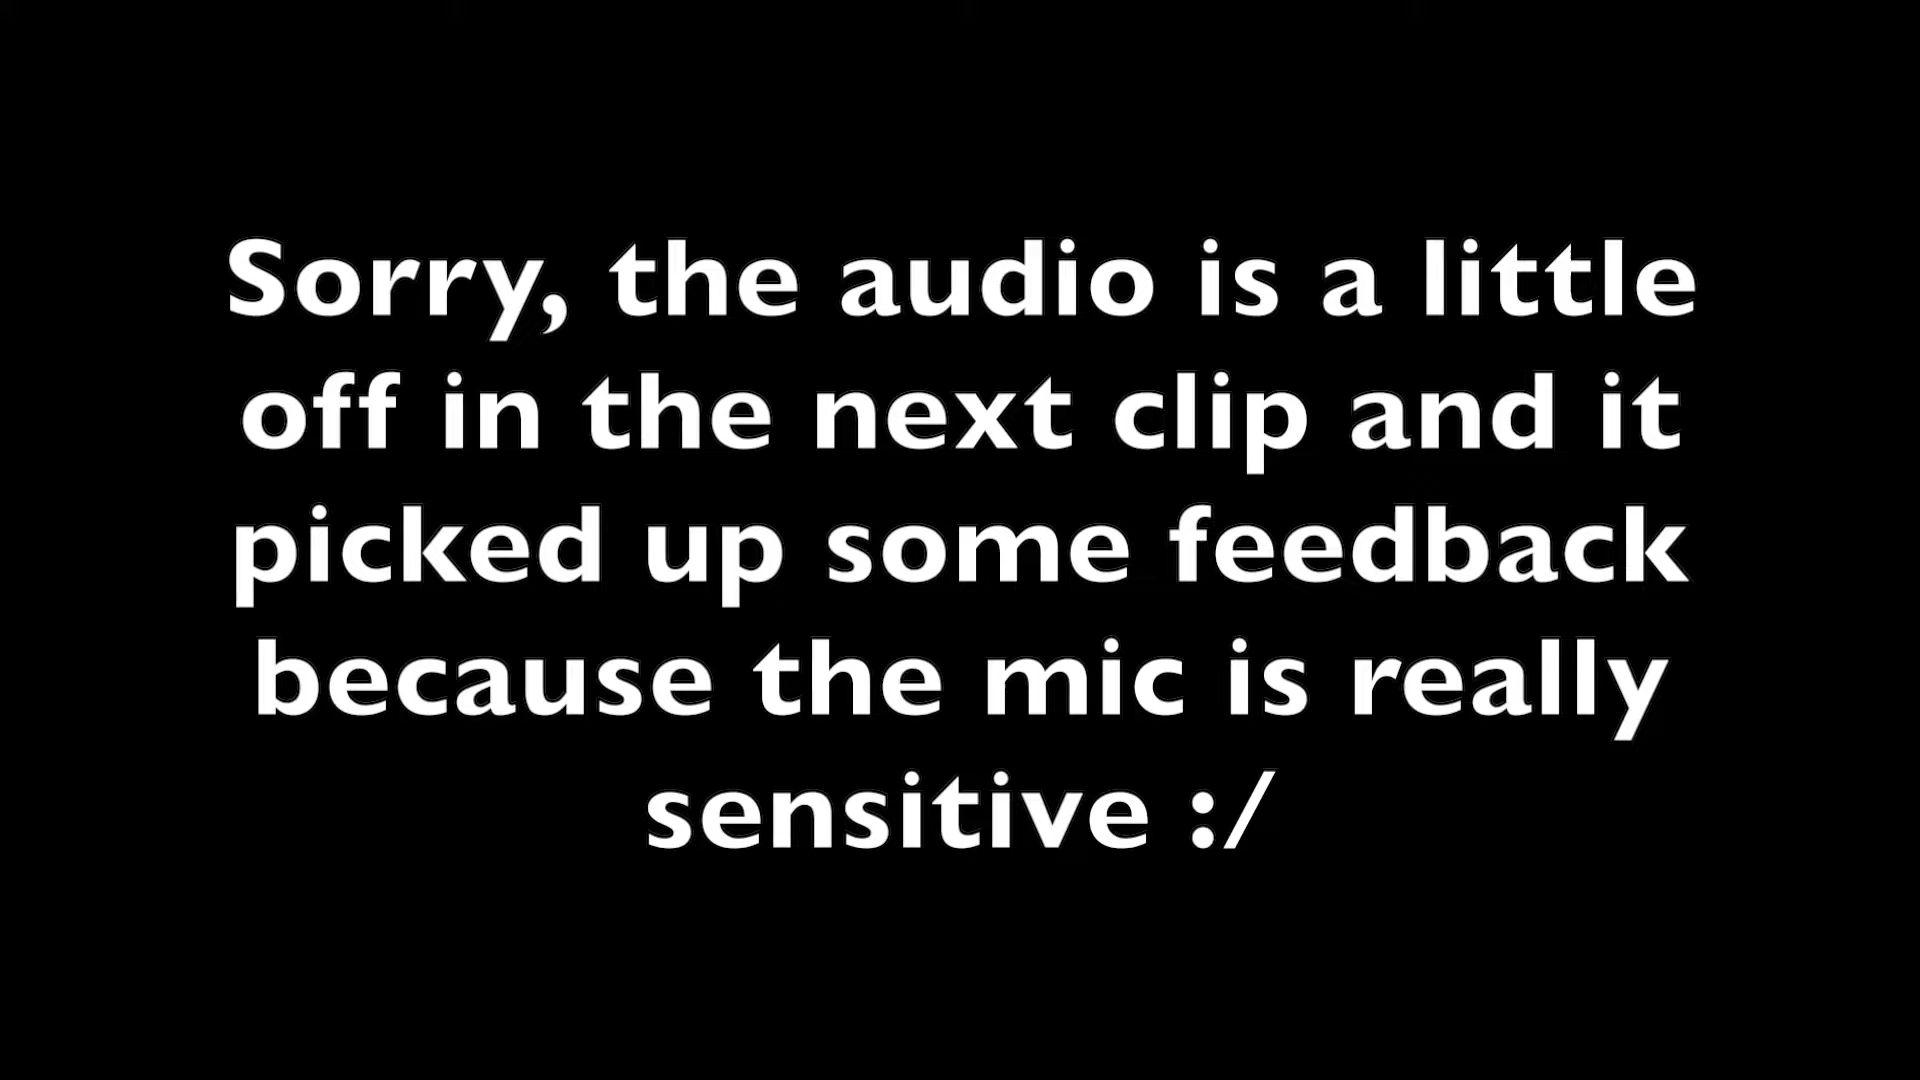 Sorry, the audio is a little
off in the next clip and it
picked up some feedback
because the mic is really
sensitive :/